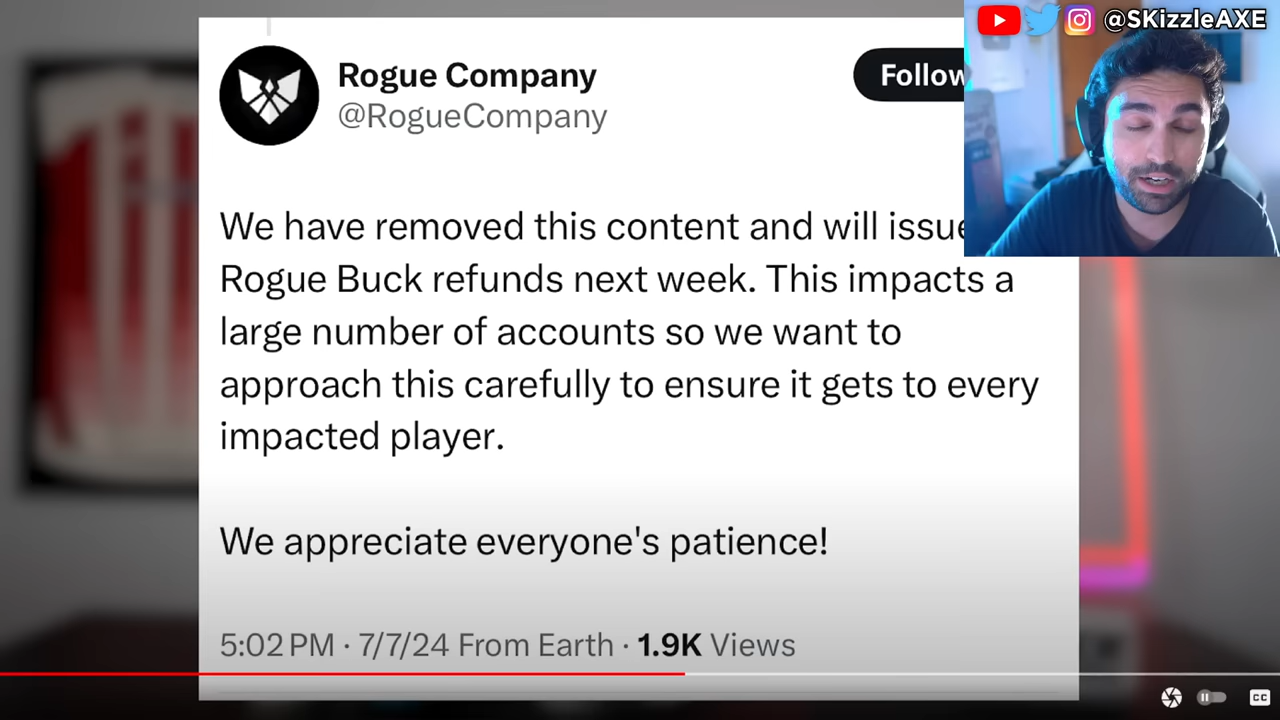 @SKizzleAXE
Rogue Company
Follow
@RogueCompany
We have removed this content and will issue
Rogue Buck refunds next week. This impacts a
large number of accounts so we want to
approach this carefully to ensure it gets to every
impacted player.
We appreciate everyone's patience!
5:02 PM · 7/7/24 From Earth · 1.9K Views
CC